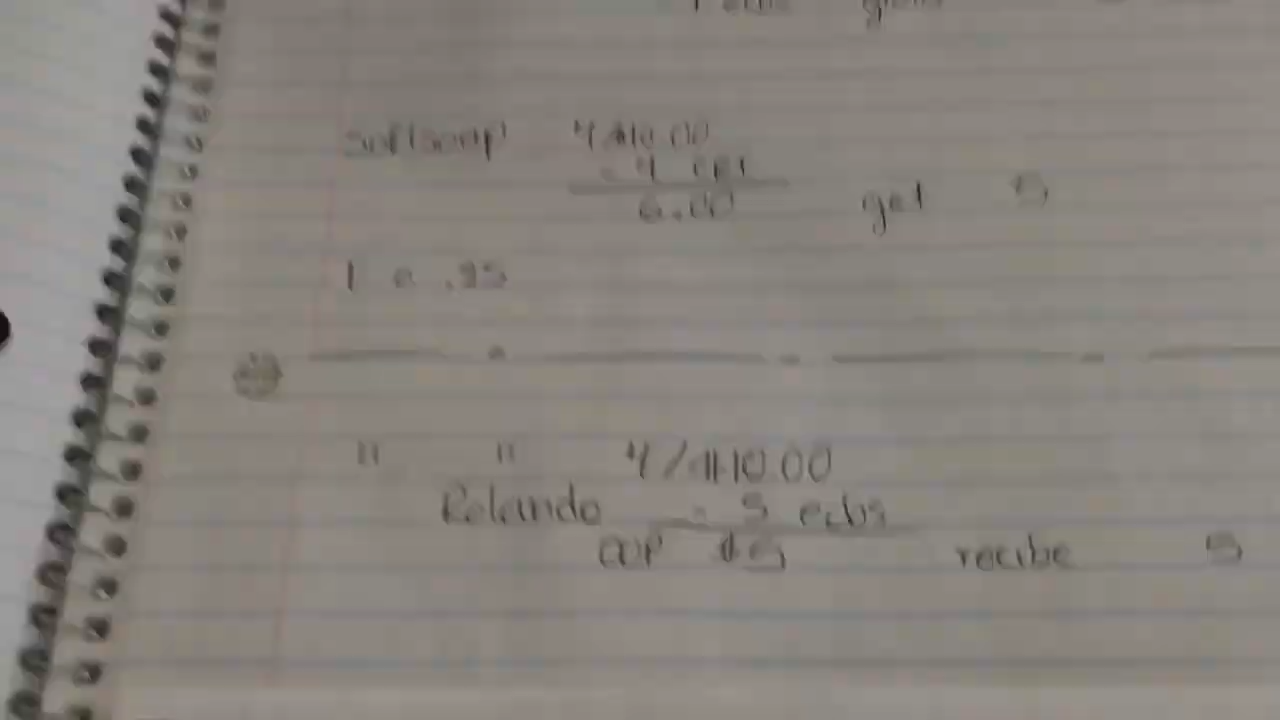 Softsoap 4/$10.00
- 4 cpn
6.00 get 5
1 a .25
" " 4/$10.00
Rolando - 5 ecbs
OOP $5 recibe 5